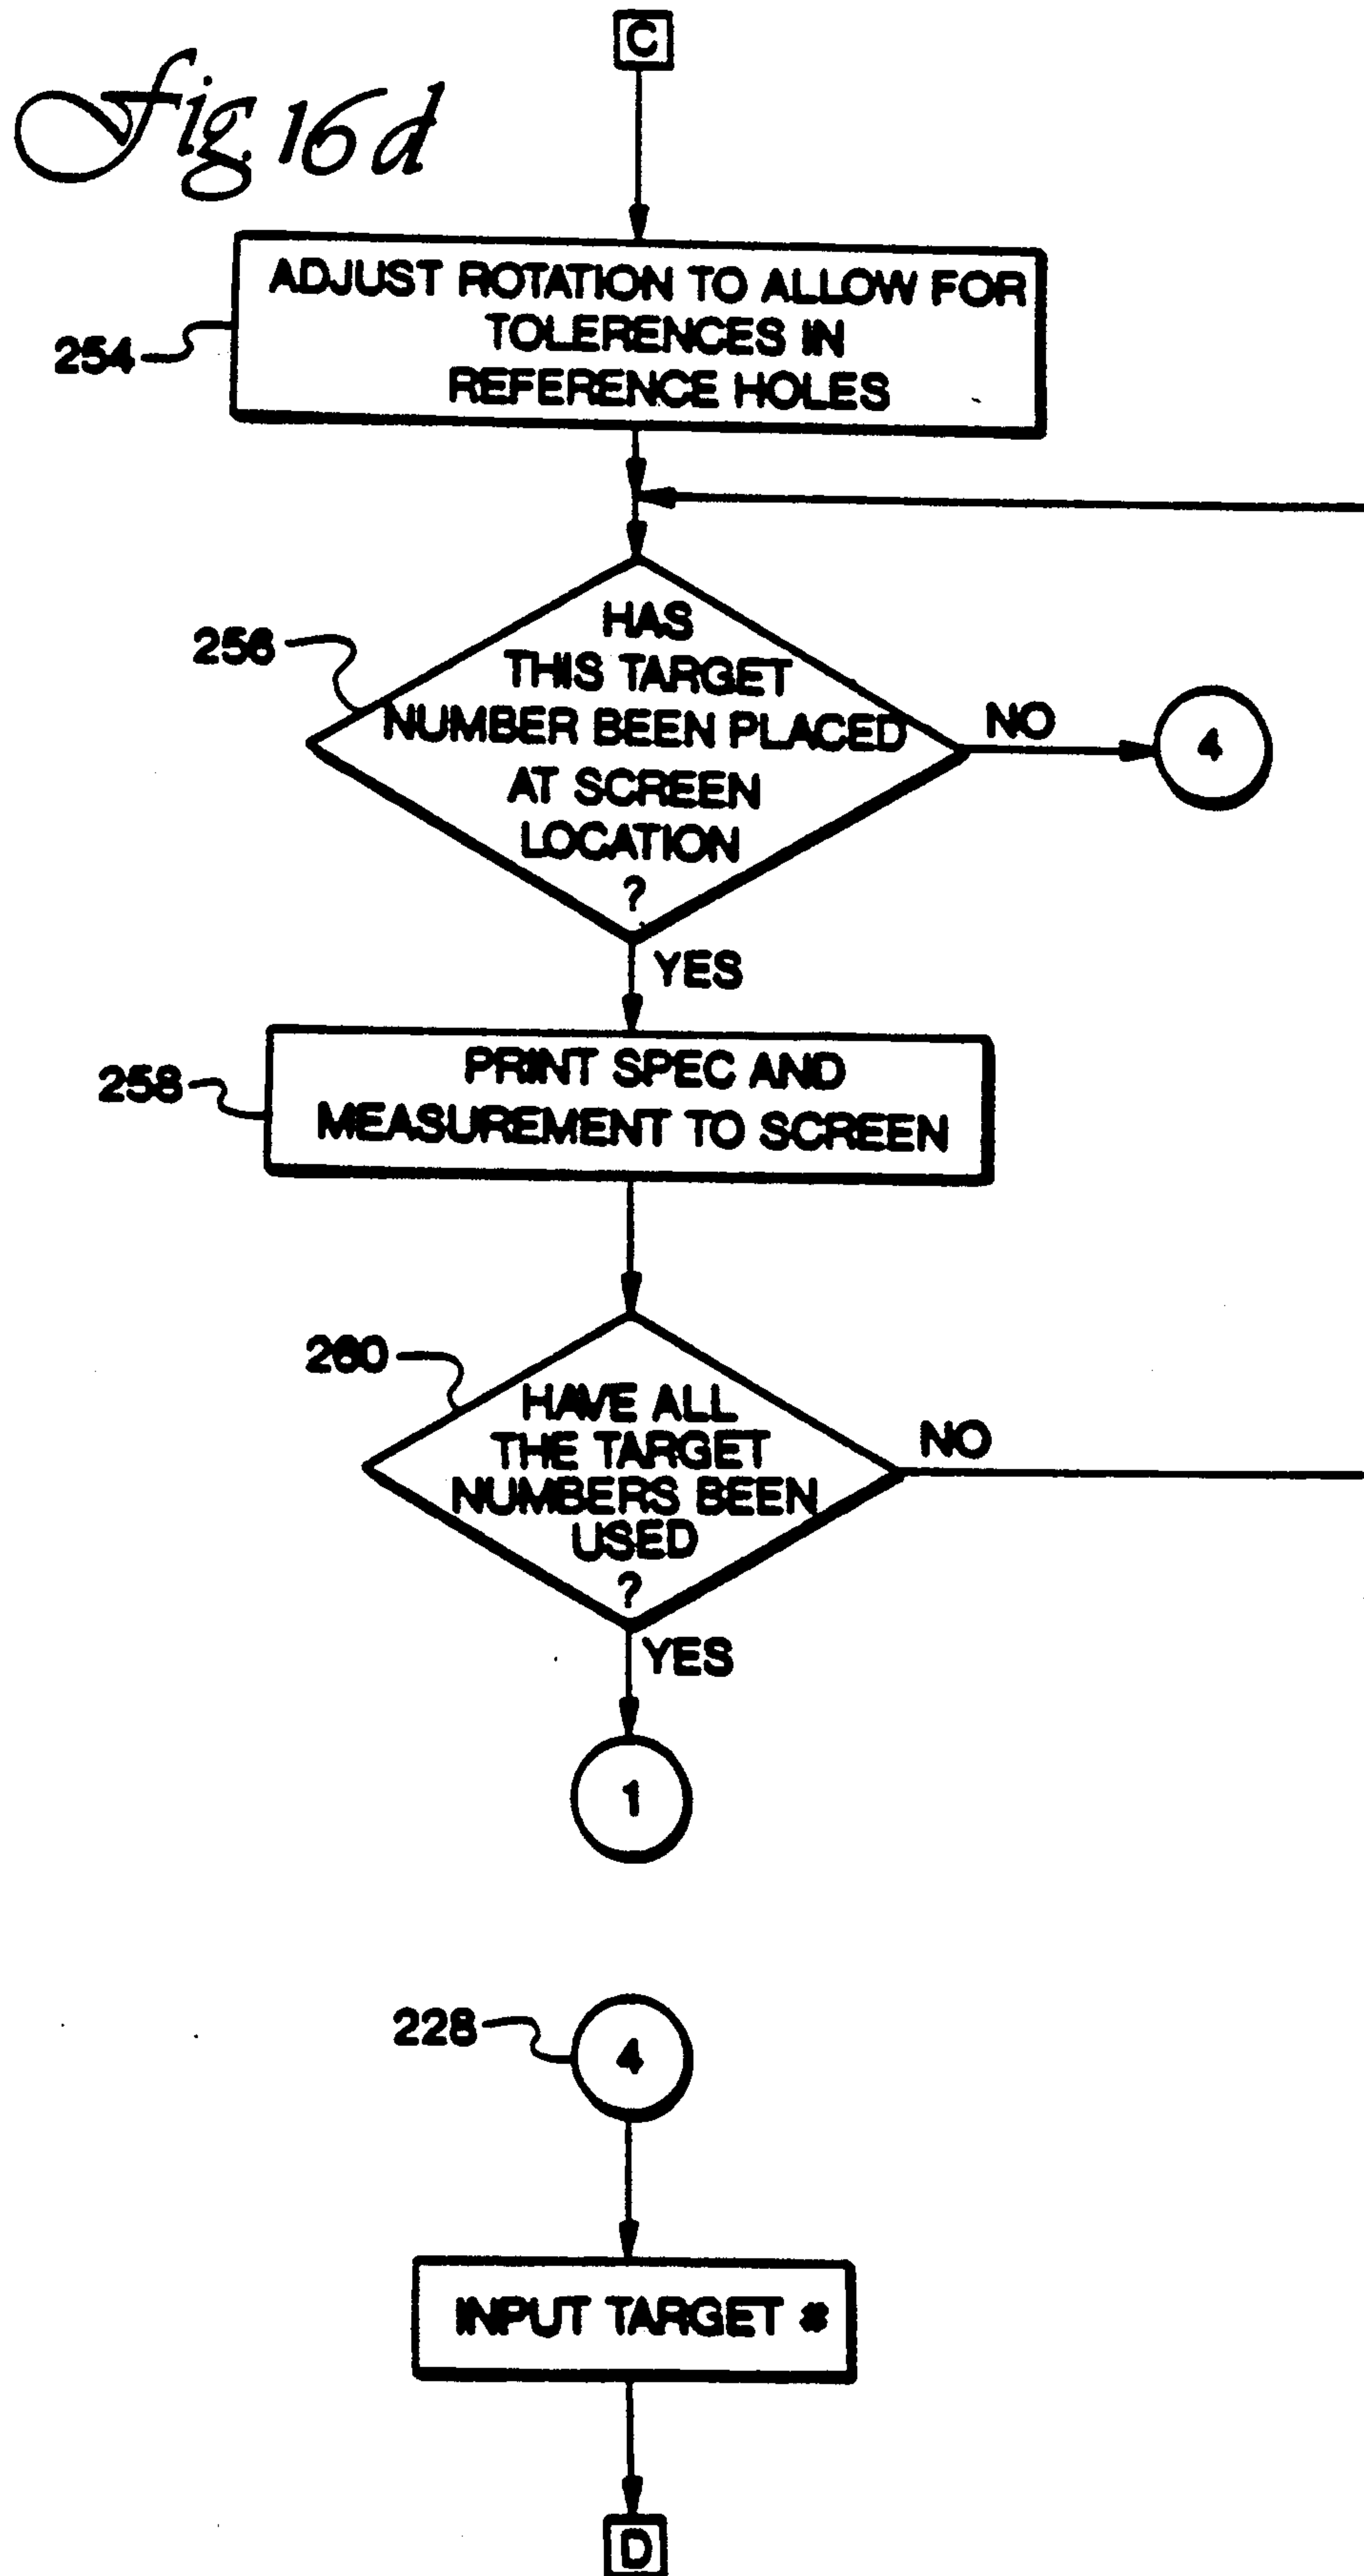 C
Fig. 16d
ADJUST ROTATION TO ALLOW FOR
TOLERENCES IN
REFERENCE HOLES
254
HAS
THIS TARGET
NUMBER BEEN PLACED
AT SCREEN
LOCATION
?
256
NO
4
YES
PRINT SPEC AND
MEASUREMENT TO SCREEN
258
260
HAVE ALL
THE TARGET
NUMBERS BEEN
USED
?
NO
YES
1
228
4
INPUT TARGET #
D